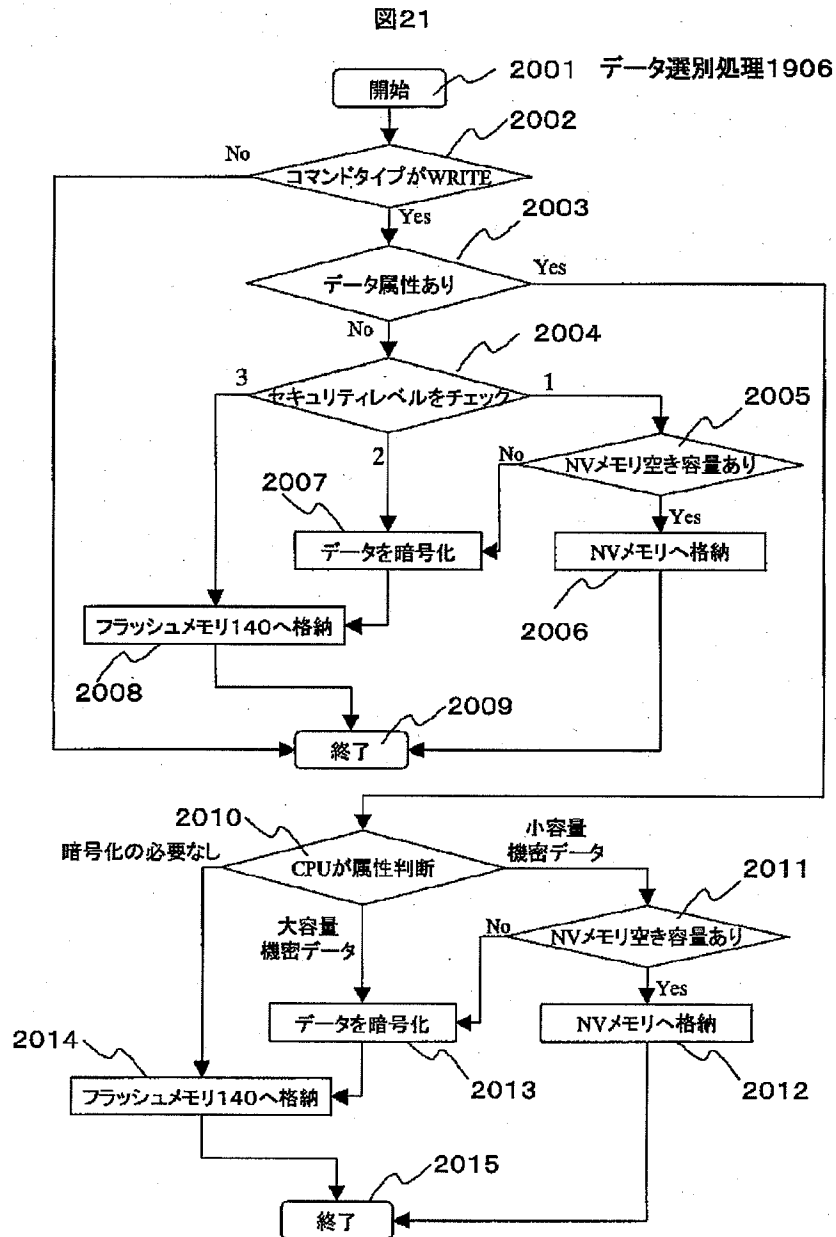 図21
2001 データ選別処理1906
開始
2002
No
コマンドタイプがWRITE
Yes
2003
データ属性あり
Yes
No
2004
3
セキュリティレベルをチェック
1
2005
2
No
NVメモリ空き容量あり
2007
Yes
データを暗号化
NVメモリへ格納
2006
フラッシュメモリ140へ格納
2008
2009
終了
2010
暗号化の必要なし
CPUが属性判断
小容量
機密データ
2011
大容量
機密データ
No
NVメモリ空き容量あり
Yes
データを暗号化
NVメモリへ格納
2014
2013
2012
フラッシュメモリ140へ格納
2015
終了